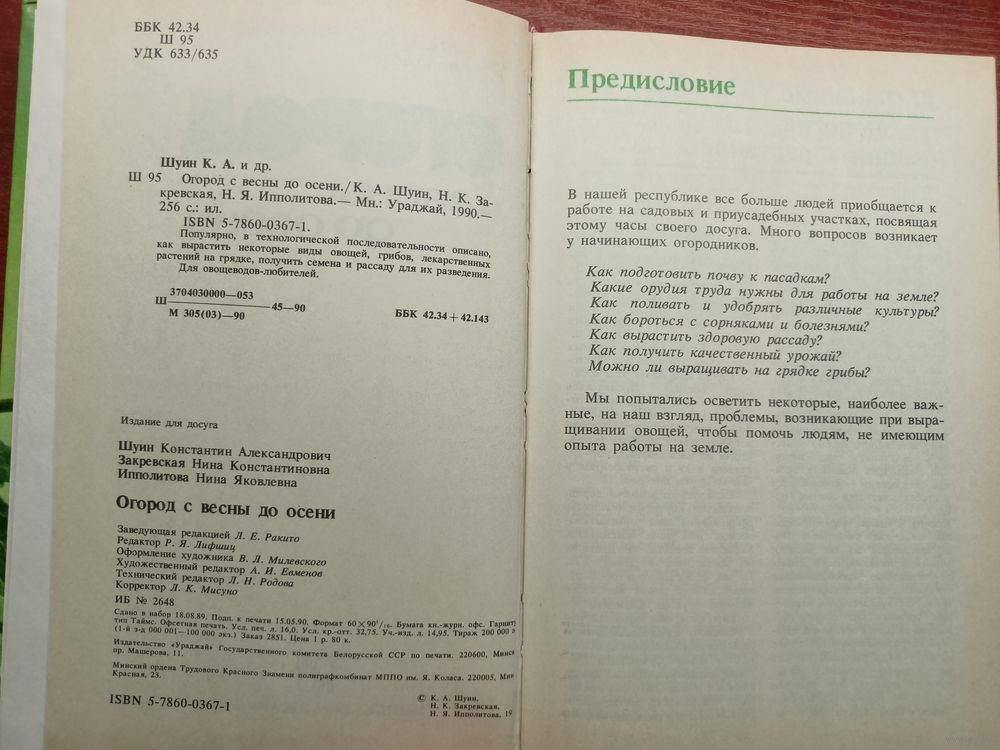 ББК 42.34
Ш 95
УДК 633/635
Шуин К. А. и др.
Ш 95 Огород с весны до осени./К. А. Шуин, Н. К. За-
кревская, Н. Я. Ипполитова.— Мн.: Ураджай, 1990.—
256 с.: ил.
ISBN 5-7860-0367-1.
Популярно, в технологической последовательности описано,
как вырастить некоторые виды овощей, грибов, лекарственных
растений на грядке, получить семена и рассаду для их разведения.
Для овощеводов-любителей.
3704030000—053
Ш 45—90
М 305(03)—90
ББК 42.34+42.143
Издание для досуга
Шуин Константин Александрович
Закревская Нина Константиновна
Ипполитова Нина Яковлевна
Огород с весны до осени
Заведующая редакцией Л. Е. Ракито
Редактор Р. Я. Лифшиц
Оформление художника В. Л. Милевского
Художественный редактор А. И. Евменов
Технический редактор Л. Н. Родова
Корректор Л. К. Мисуно
ИБ № 2648
Сдано в набор 18.08.89. Подп. к печати 15.05.90. Формат 60×90¹/₁₆. Бумага кн.-журн. офс. Гарнит
тип Таймс. Офсетная печать. Усл. печ. л. 16,0. Усл. кр.-отт. 32,75. Уч.-изд. л. 14,95. Тираж 200 000 э
(1-й з-д 000 001—100 000 экз.) Заказ 2851. Цена 1 р. 80 к.
Издательство «Ураджай» Государственного комитета Белорусской ССР по печати. 220600, Минск
пр. Машерова, 11.
Минский ордена Трудового Красного Знамени полиграфкомбинат МППО им. Я. Коласа. 220005, Мин
Красная, 23.
ISBN 5-7860-0367-1
© К. А. Шуин,
Н. К. Закревская,
Н. Я. Ипполитова, 19
Предисловие
В нашей республике все больше людей приобщается к
работе на садовых и приусадебных участках, посвящая
этому часы своего досуга. Много вопросов возникает
у начинающих огородников.
Как подготовить почву к пасадкам?
Какие орудия труда нужны для работы на земле?
Как поливать и удобрять различные культуры?
Как бороться с сорняками и болезнями?
Как вырастить здоровую рассаду?
Как получить качественный урожай?
Можно ли выращивать на грядке грибы?
Мы попытались осветить некоторые, наиболее важ-
ные, на наш взгляд, проблемы, возникающие при выра-
щивании овощей, чтобы помочь людям, не имеющим
опыта работы на земле.